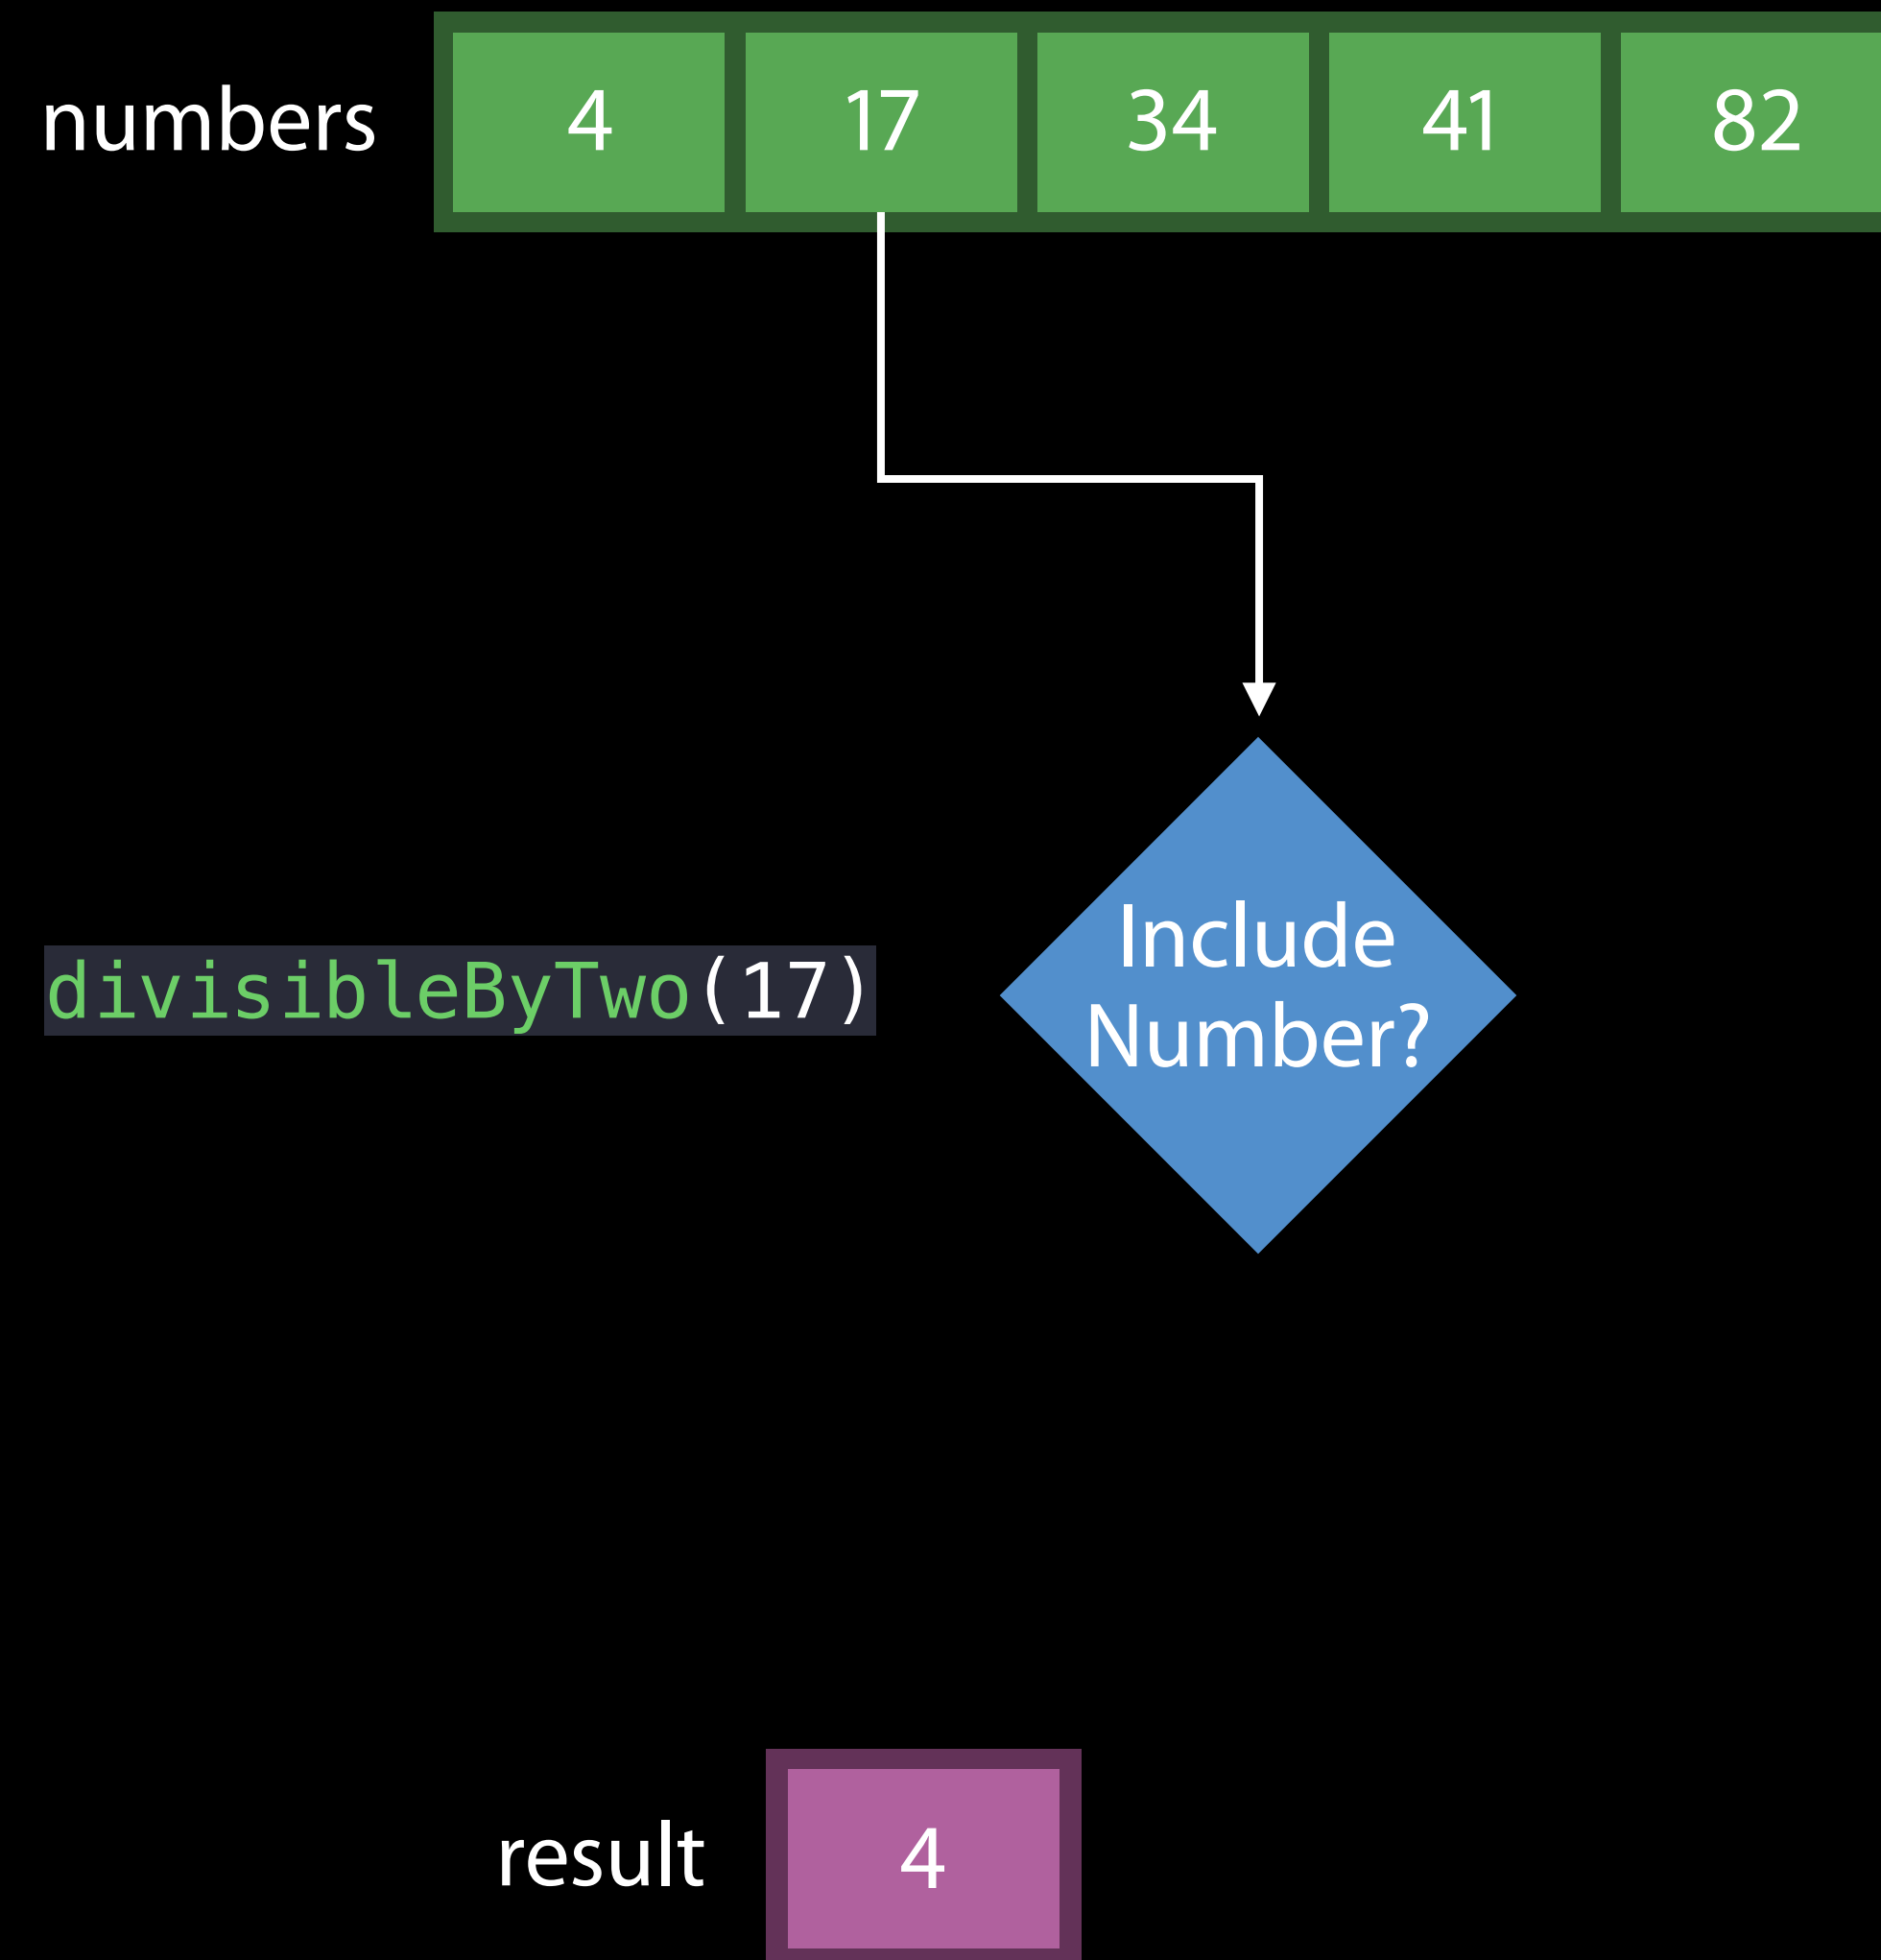 numbers 4 17 34 41 82
Include
Number?
divisibleByTwo(17)
result 4